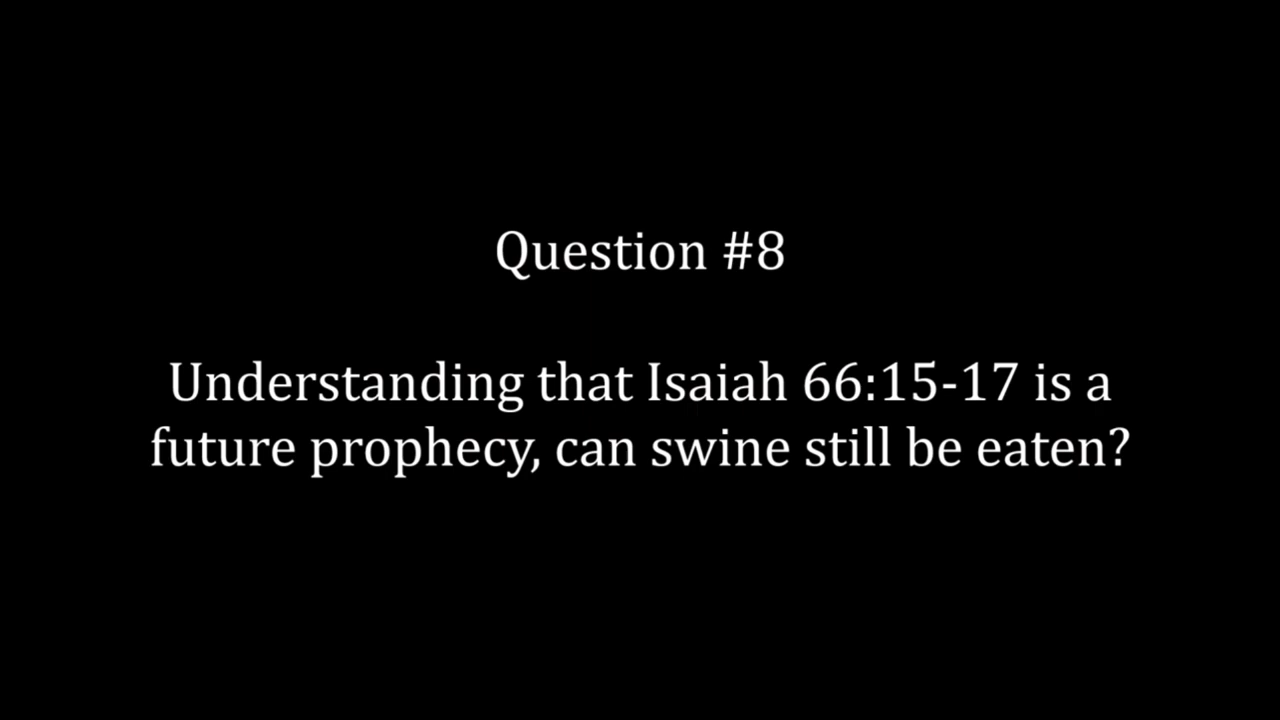 Question #8
Understanding that Isaiah 66:15-17 is a
future prophecy, can swine still be eaten?